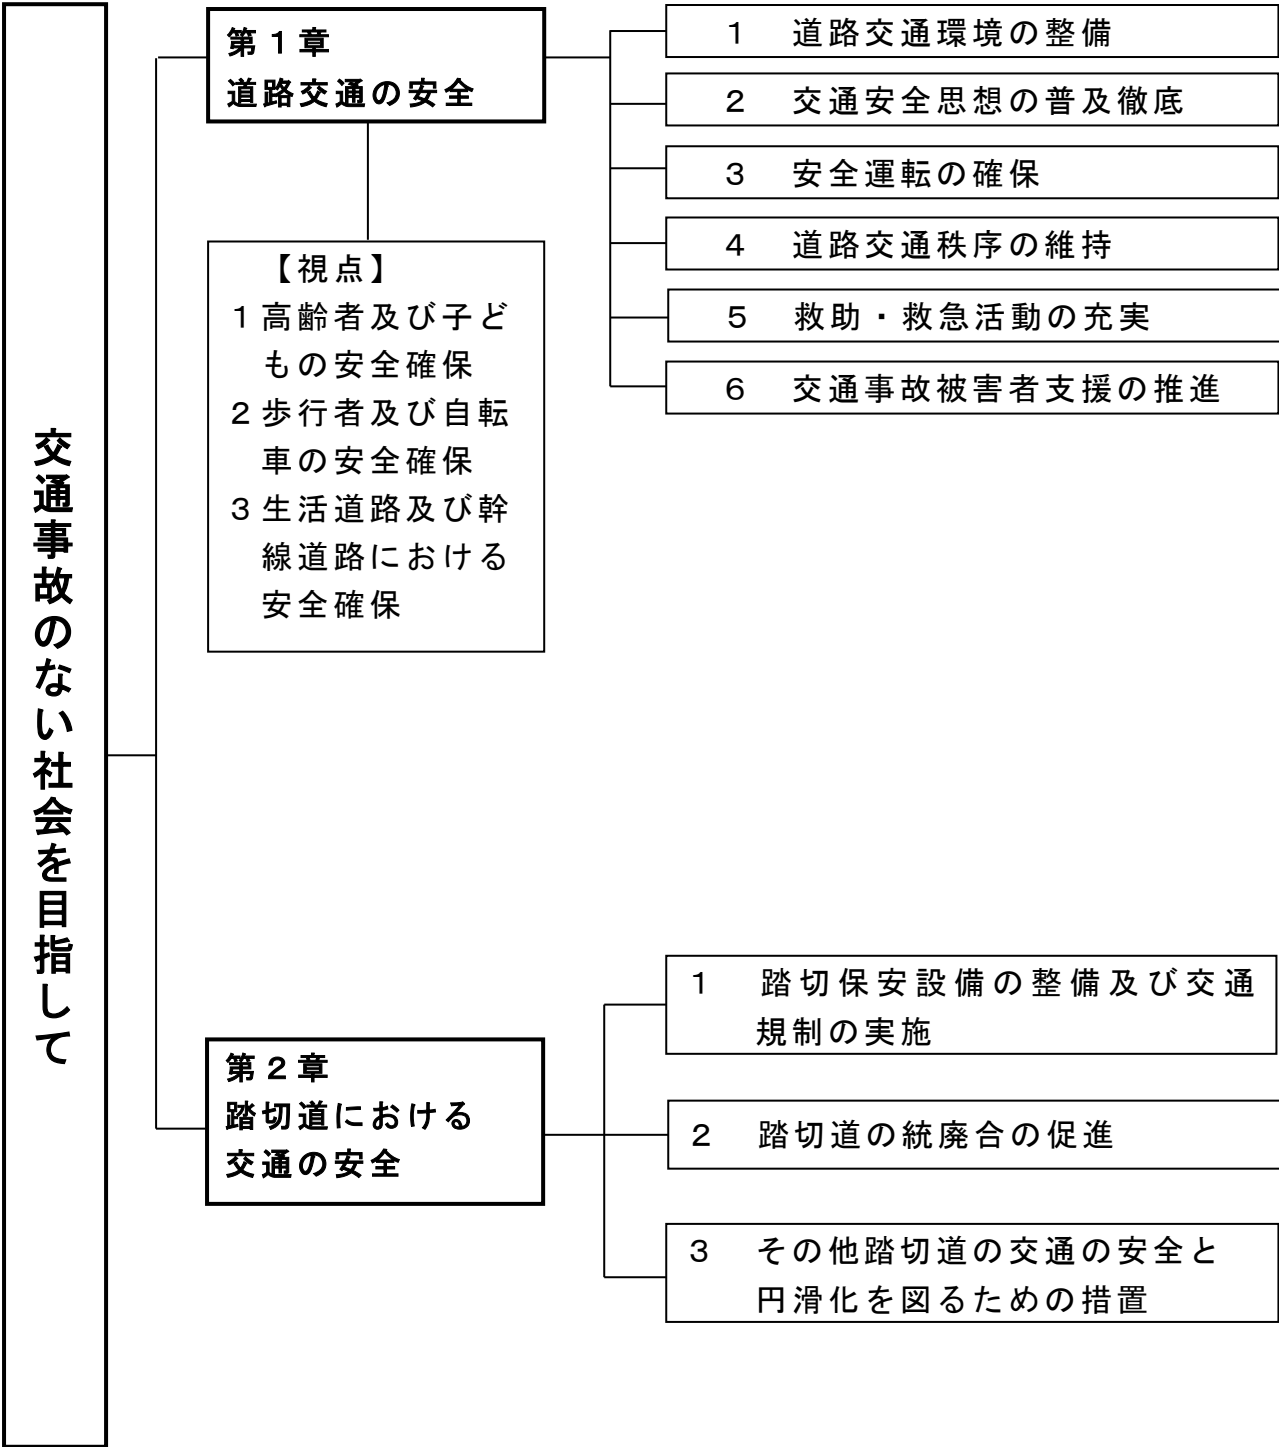 交通事故のない社会を目指して
第１章
道路交通の安全
【視点】
１高齢者及び子ど
もの安全確保
２歩行者及び自転
車の安全確保
３生活道路及び幹
線道路における
安全確保
１　道路交通環境の整備
２　交通安全思想の普及徹底
３　安全運転の確保
４　道路交通秩序の維持
５　救助・救急活動の充実
６　交通事故被害者支援の推進
第２章
踏切道における
交通の安全
１　踏切保安設備の整備及び交通
規制の実施
２　踏切道の統廃合の促進
３　その他踏切道の交通の安全と
円滑化を図るための措置